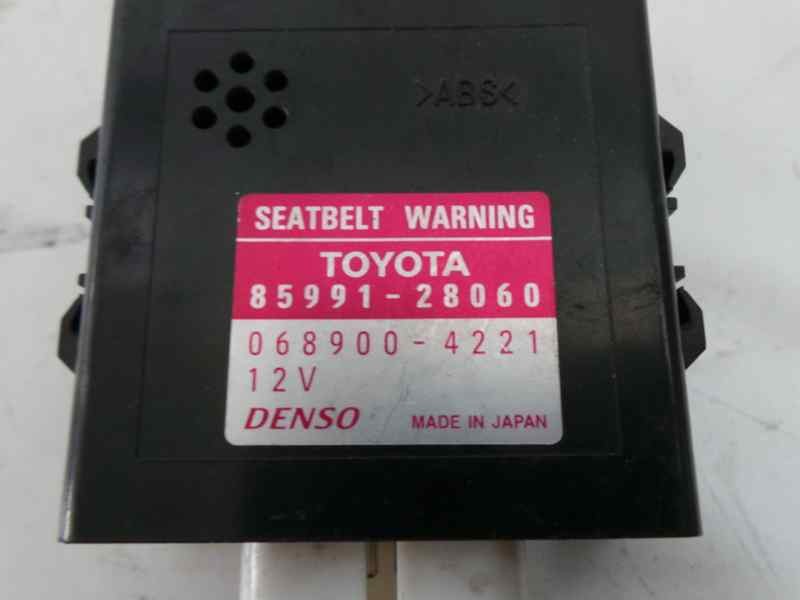 >ABS<
SEATBELT WARNING
TOYOTA
85991-28060
068900-4221
12V
DENSO MADE IN JAPAN